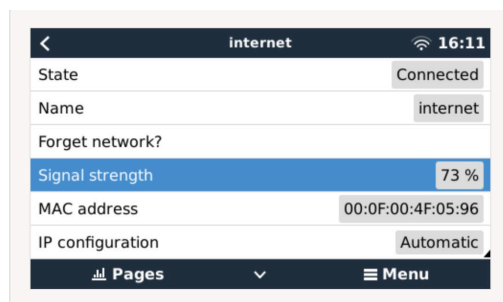 internet 16:11
State Connected
Name internet
Forget network?
Signal strength 73 %
MAC address 00:0F:00:4F:05:96
IP configuration Automatic
Pages Menu